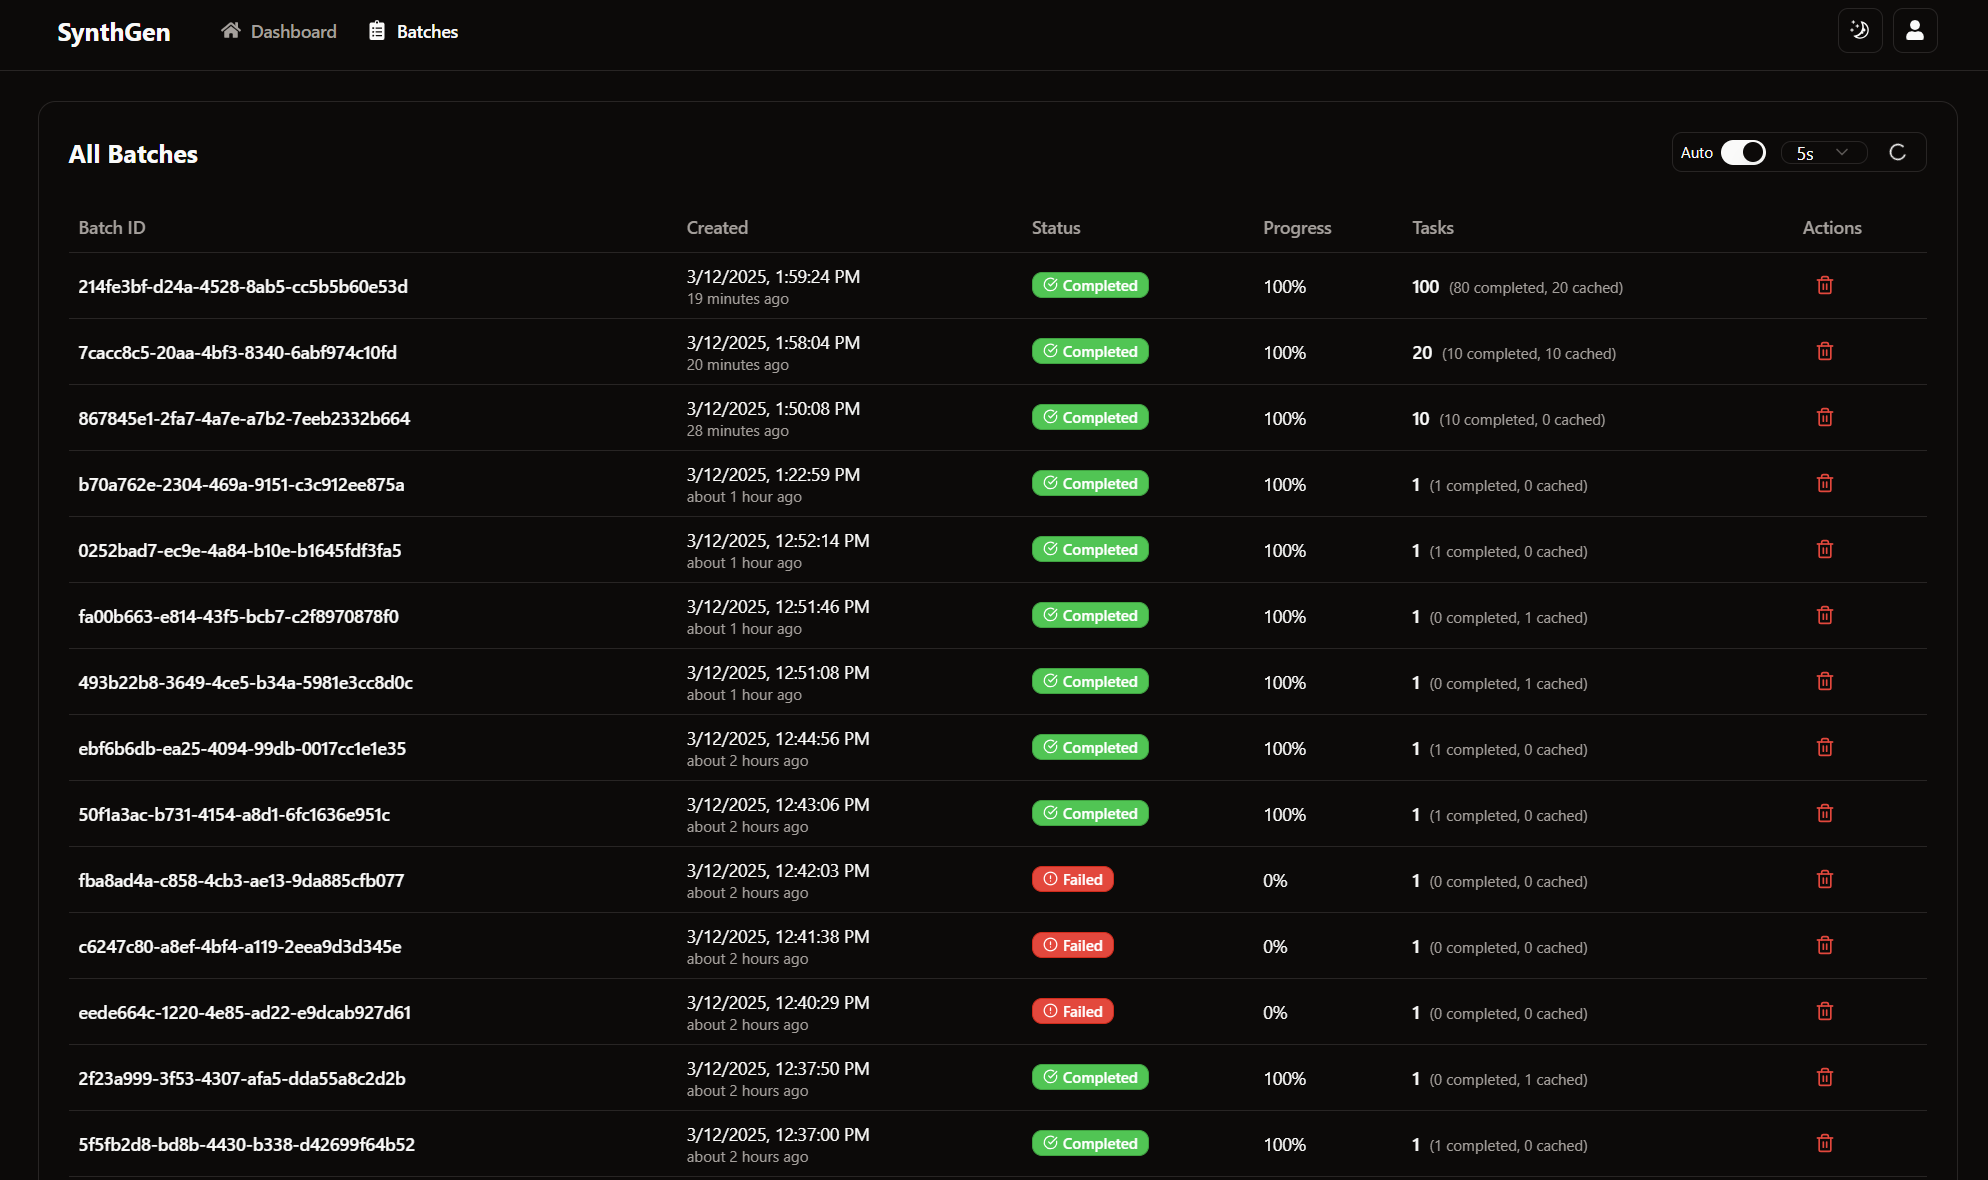 SynthGen Dashboard Batches
All Batches Auto 5s
Batch ID Created Status Progress Tasks Actions
214fe3bf-d24a-4528-8ab5-cc5b5b60e53d 3/12/2025, 1:59:24 PM Completed 100% 100 (80 completed, 20 cached)
19 minutes ago
7cacc8c5-20aa-4bf3-8340-6abf974c10fd 3/12/2025, 1:58:04 PM Completed 100% 20 (10 completed, 10 cached)
20 minutes ago
867845e1-2fa7-4a7e-a7b2-7eeb2332b664 3/12/2025, 1:50:08 PM Completed 100% 10 (10 completed, 0 cached)
28 minutes ago
b70a762e-2304-469a-9151-c3c912ee875a 3/12/2025, 1:22:59 PM Completed 100% 1 (1 completed, 0 cached)
about 1 hour ago
0252bad7-ec9e-4a84-b10e-b1645fdf3fa5 3/12/2025, 12:52:14 PM Completed 100% 1 (1 completed, 0 cached)
about 1 hour ago
fa00b663-e814-43f5-bcb7-c2f8970878f0 3/12/2025, 12:51:46 PM Completed 100% 1 (0 completed, 1 cached)
about 1 hour ago
493b22b8-3649-4ce5-b34a-5981e3cc8d0c 3/12/2025, 12:51:08 PM Completed 100% 1 (0 completed, 1 cached)
about 1 hour ago
ebf6b6db-ea25-4094-99db-0017cc1e1e35 3/12/2025, 12:44:56 PM Completed 100% 1 (1 completed, 0 cached)
about 2 hours ago
50f1a3ac-b731-4154-a8d1-6fc1636e951c 3/12/2025, 12:43:06 PM Completed 100% 1 (1 completed, 0 cached)
about 2 hours ago
fba8ad4a-c858-4cb3-ae13-9da885cfb077 3/12/2025, 12:42:03 PM Failed 0% 1 (0 completed, 0 cached)
about 2 hours ago
c6247c80-a8ef-4bf4-a119-2eea9d3d345e 3/12/2025, 12:41:38 PM Failed 0% 1 (0 completed, 0 cached)
about 2 hours ago
eede664c-1220-4e85-ad22-e9dcab927d61 3/12/2025, 12:40:29 PM Failed 0% 1 (0 completed, 0 cached)
about 2 hours ago
2f23a999-3f53-4307-afa5-dda55a8c2d2b 3/12/2025, 12:37:50 PM Completed 100% 1 (0 completed, 1 cached)
about 2 hours ago
5f5fb2d8-bd8b-4430-b338-d42699f64b52 3/12/2025, 12:37:00 PM Completed 100% 1 (1 completed, 0 cached)
about 2 hours ago